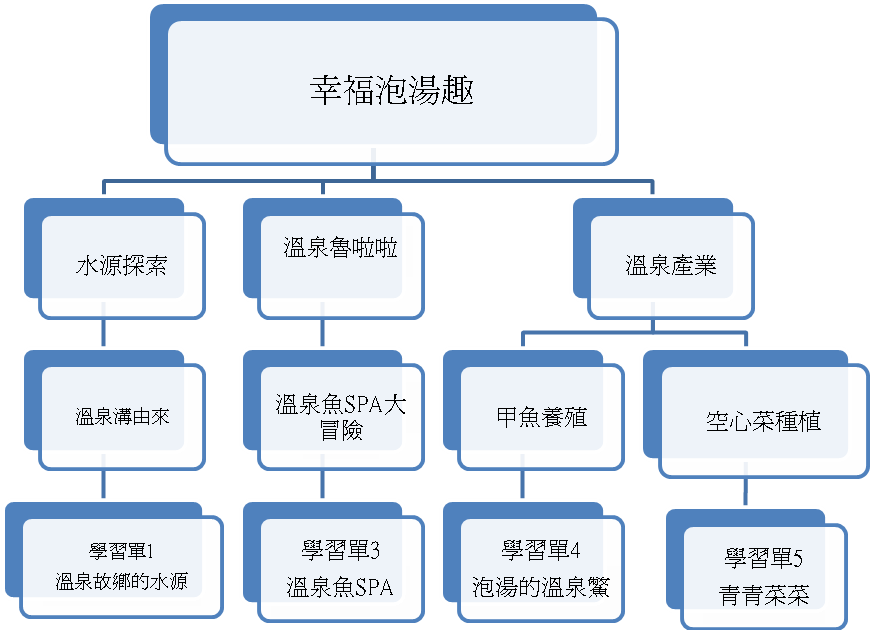 幸福泡湯趣
水源探索
溫泉魯啦啦
溫泉產業
溫泉溝由來
溫泉魚SPA大
冒險
甲魚養殖
空心菜種植
學習單1
溫泉故鄉的水源
學習單3
溫泉魚SPA
學習單4
泡湯的溫泉鱉
學習單5
青青菜菜